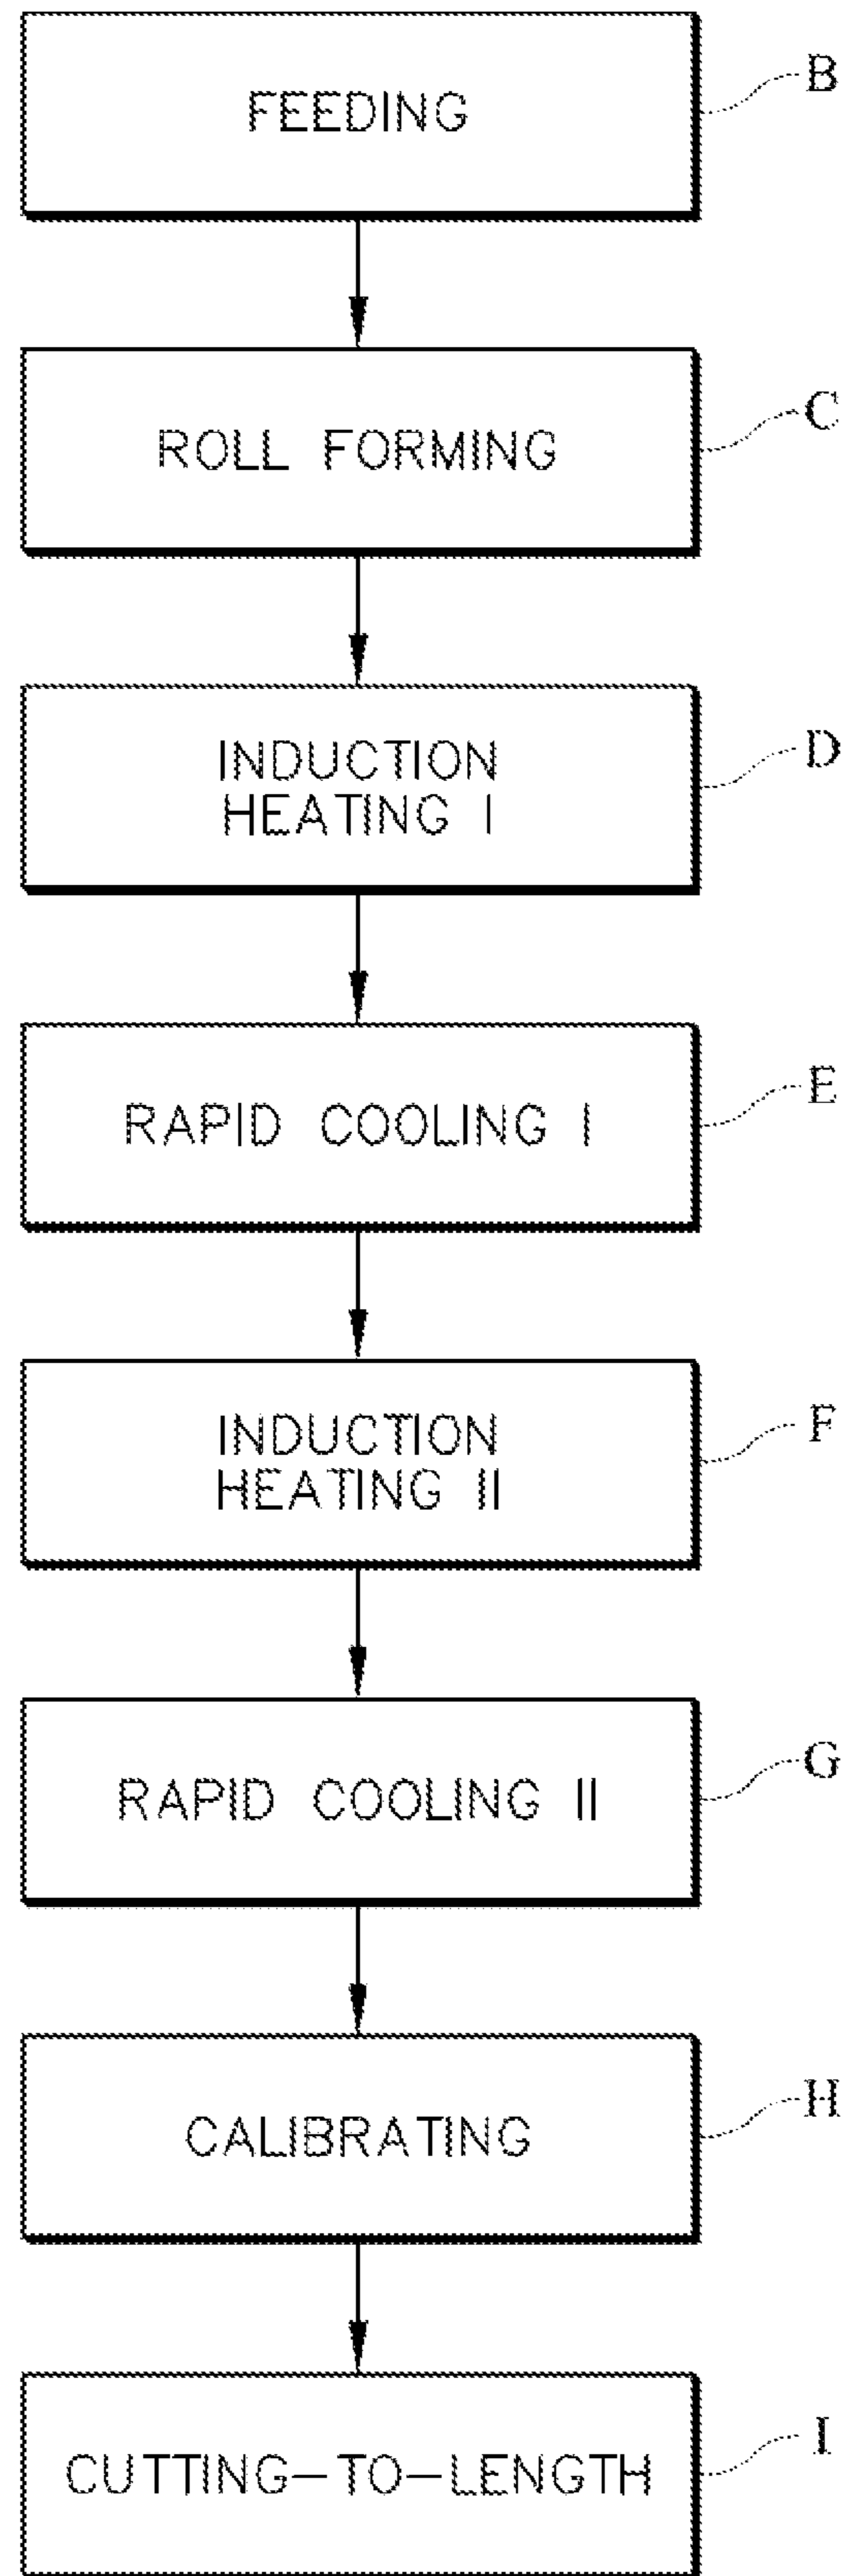 FEEDING
B
ROLL FORMING
C
INDUCTION
HEATING I
D
RAPID COOLING I
E
INDUCTION
HEATING II
F
RAPID COOLING II
G
CALIBRATING
H
CUTTING-TO-LENGTH
I